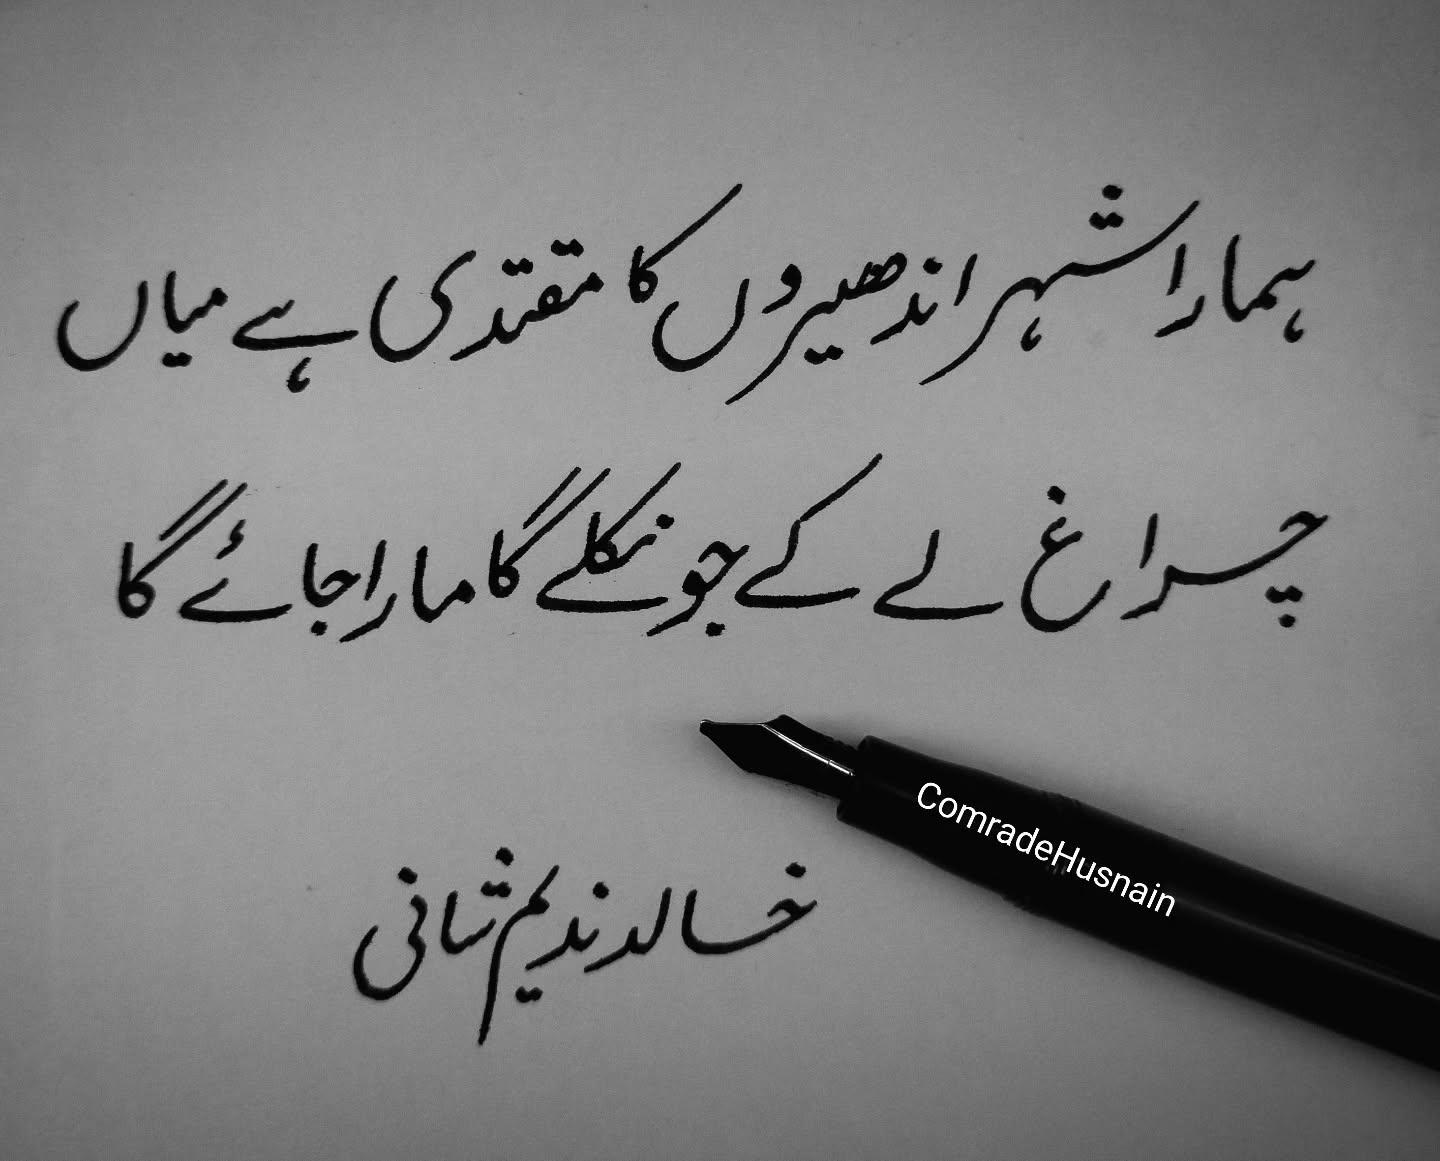 ہمارا شہر اندھیروں کا مقتدی ہے میاں
چراغ لے کے جو نکلے گا مارا جائے گا
ComradeHusnain
خالد ندیم شانی